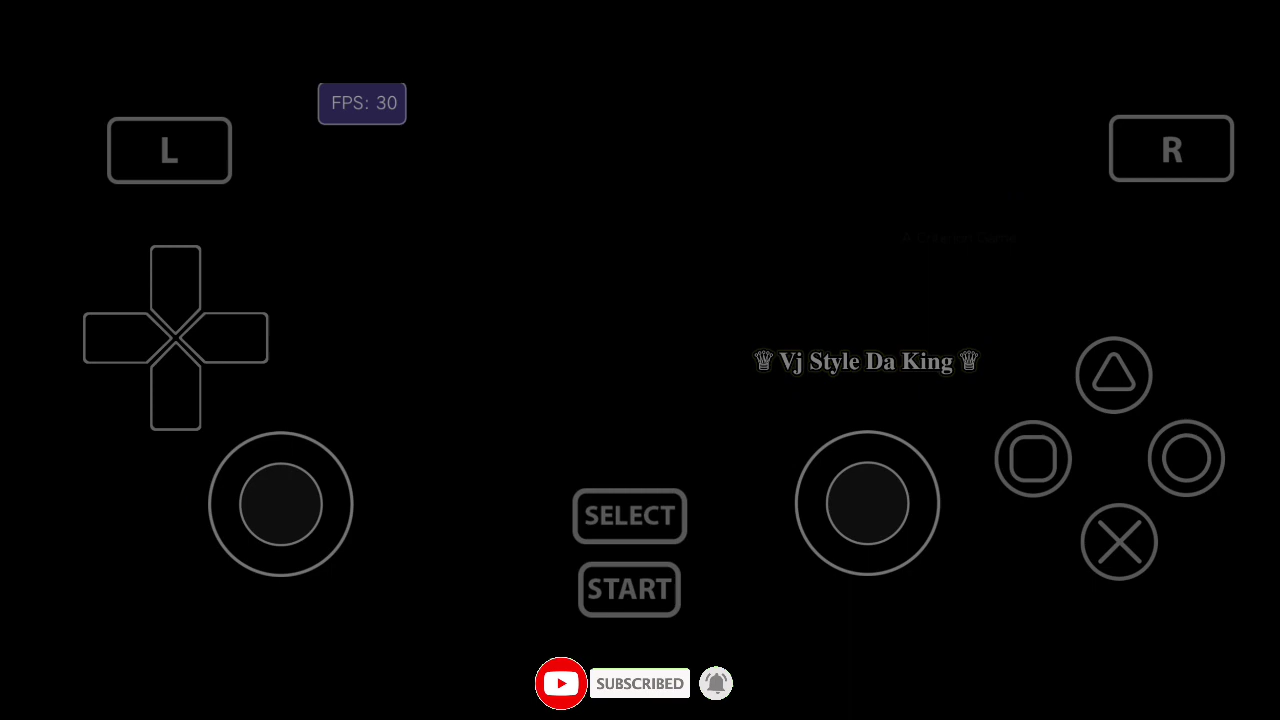 FPS: 30
L
R
♕ Vj Style Da King ♕
SELECT
START
SUBSCRIBED